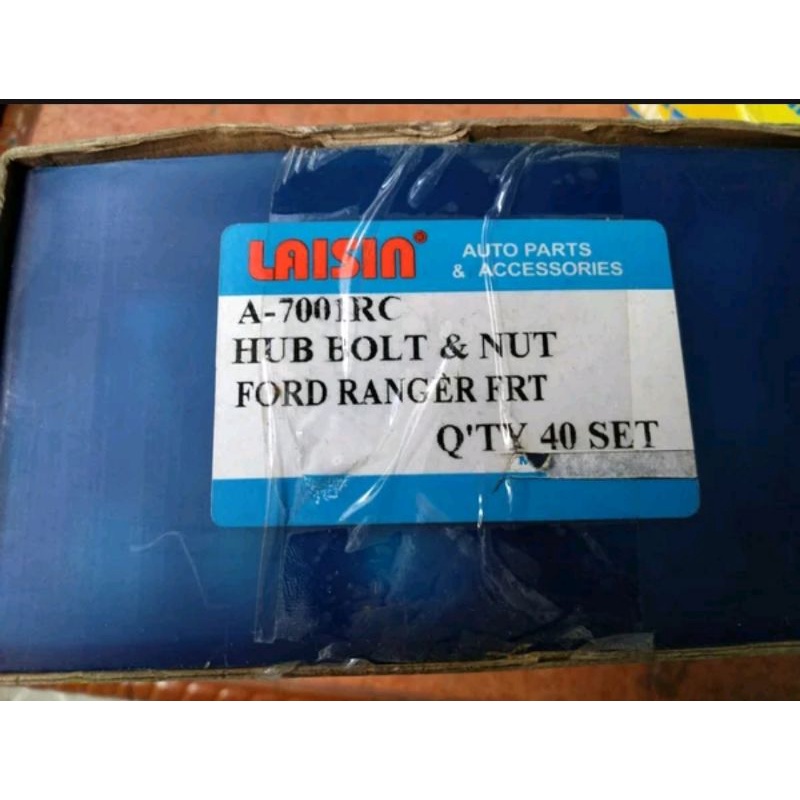 LAISIN®
AUTO PARTS
& ACCESSORIES
A-7001RC
HUB BOLT & NUT
FORD RANGER FRT
Q'TY 40 SET